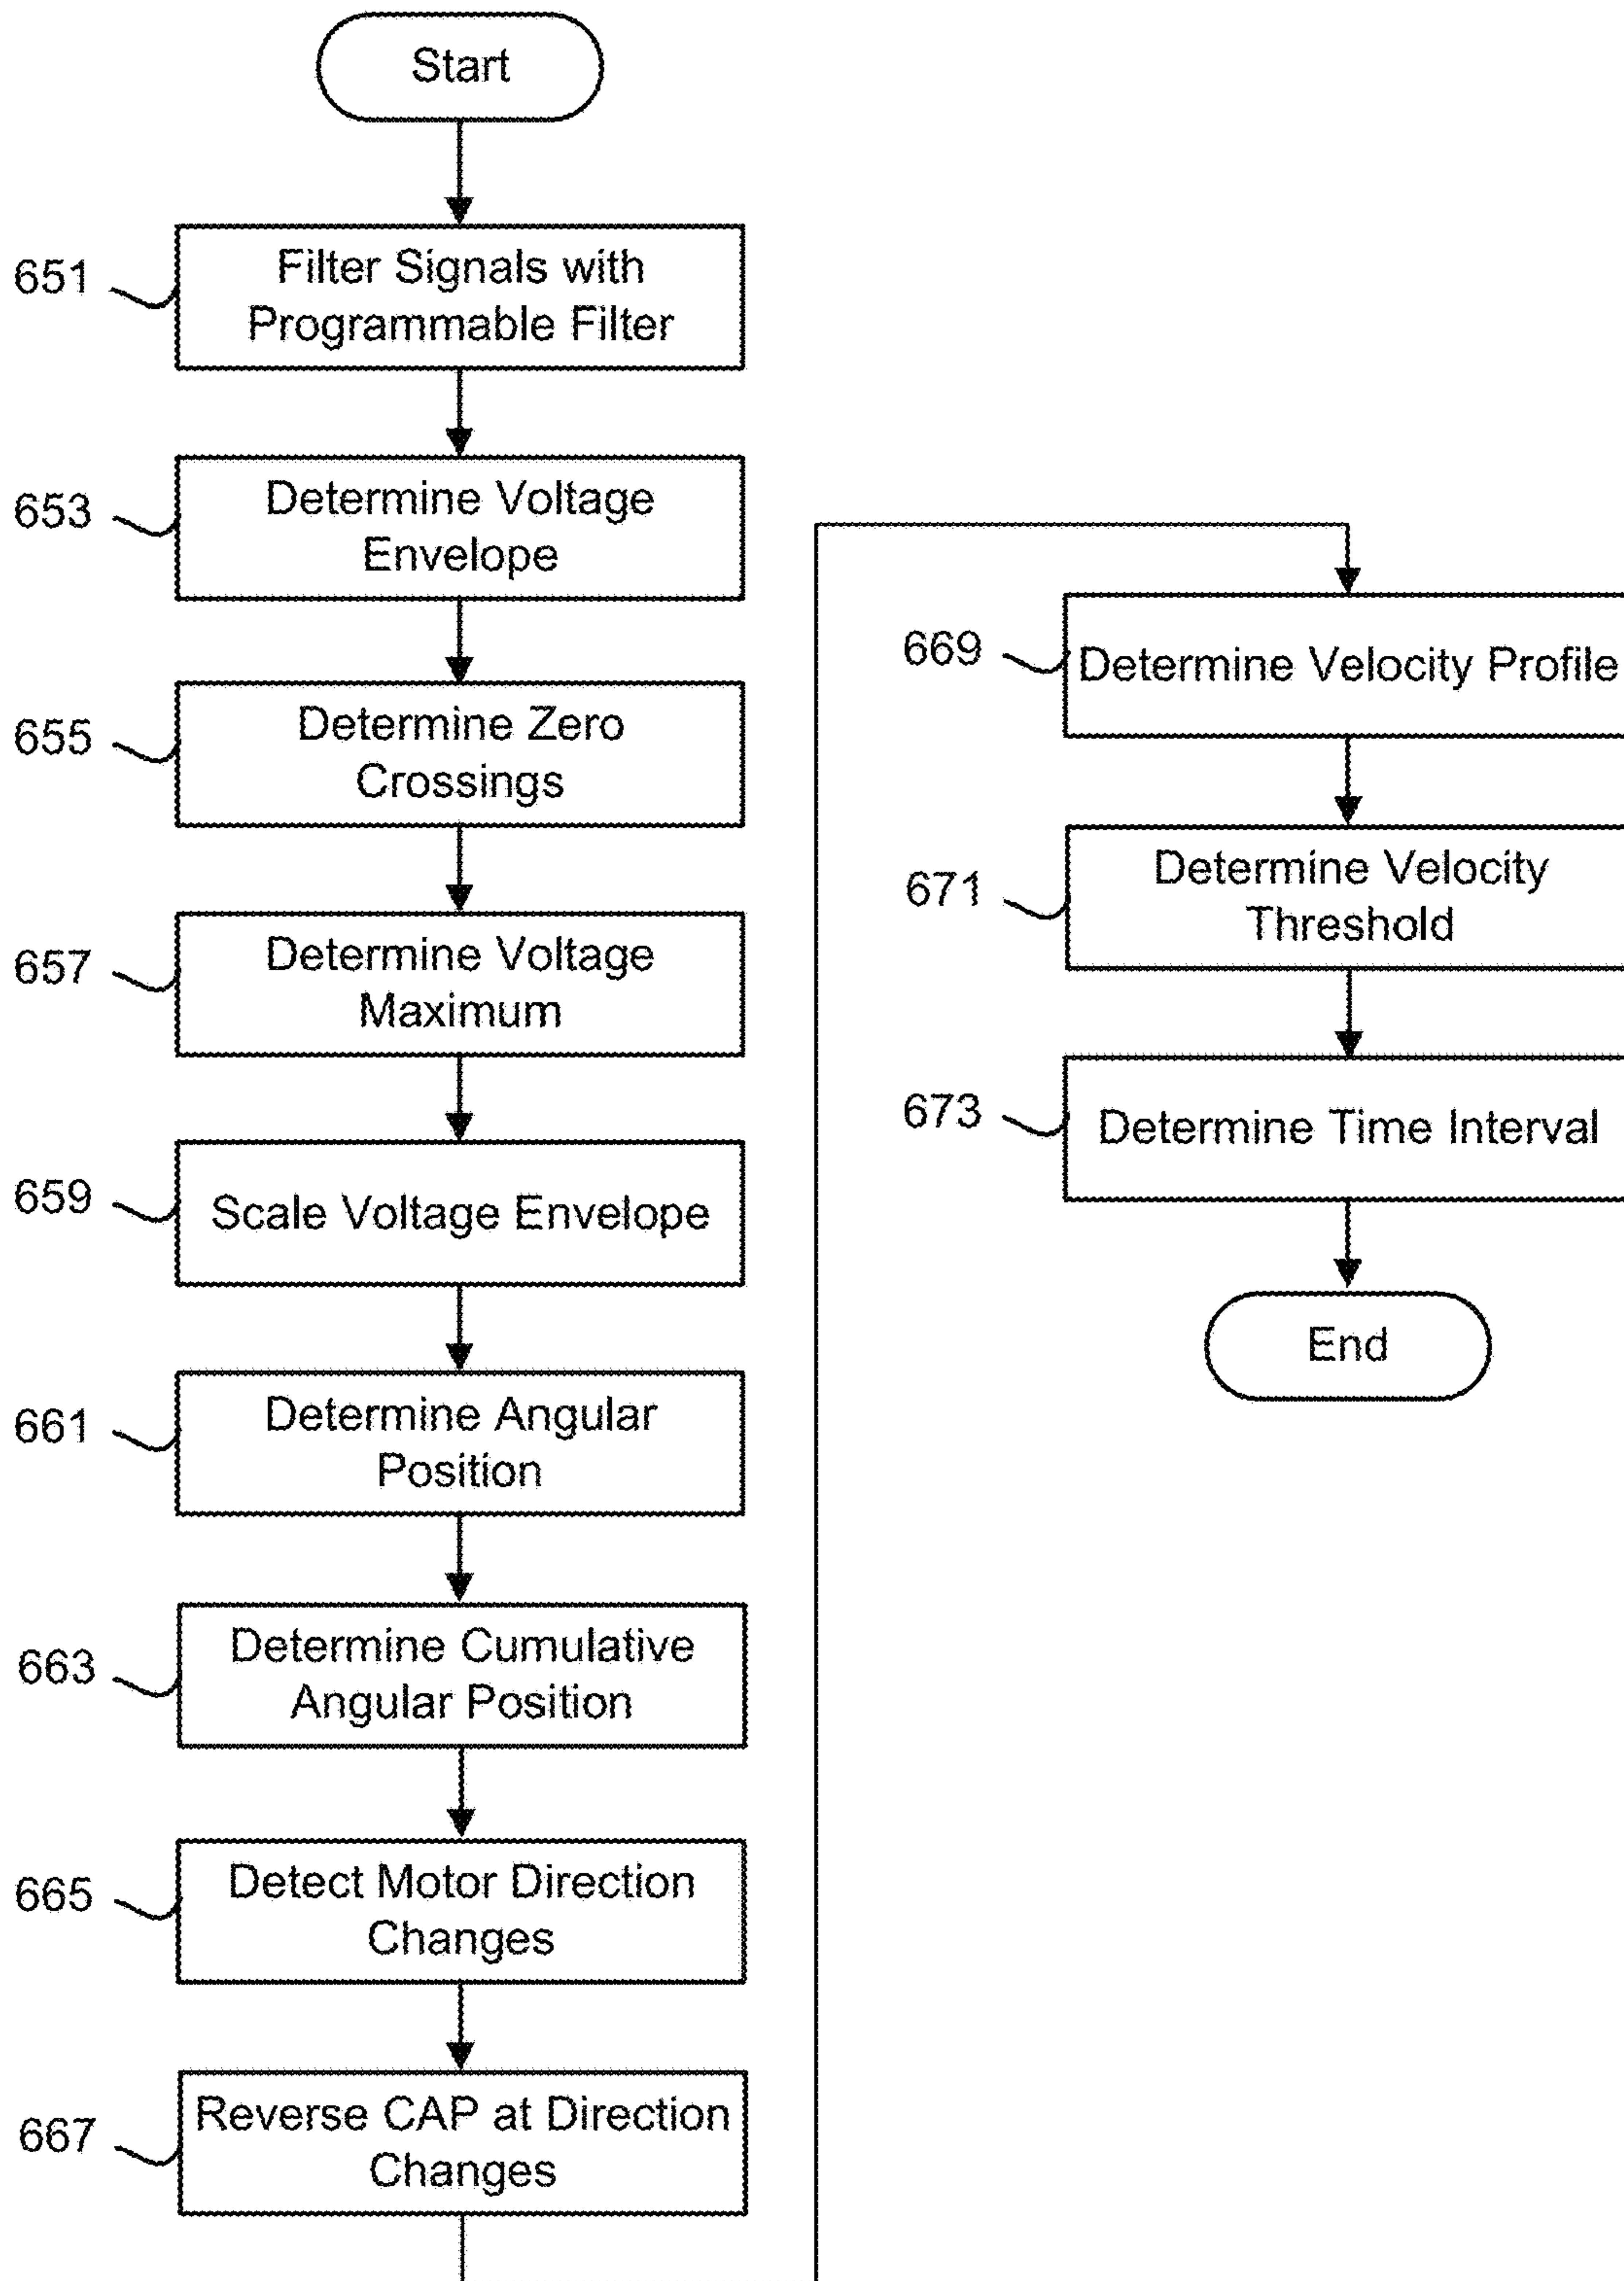 Start
651
Filter Signals with
Programmable Filter
653
Determine Voltage
Envelope
655
Determine Zero
Crossings
657
Determine Voltage
Maximum
659
Scale Voltage Envelope
661
Determine Angular
Position
663
Determine Cumulative
Angular Position
665
Detect Motor Direction
Changes
667
Reverse CAP at Direction
Changes
669
Determine Velocity Profile
671
Determine Velocity
Threshold
673
Determine Time Interval
End